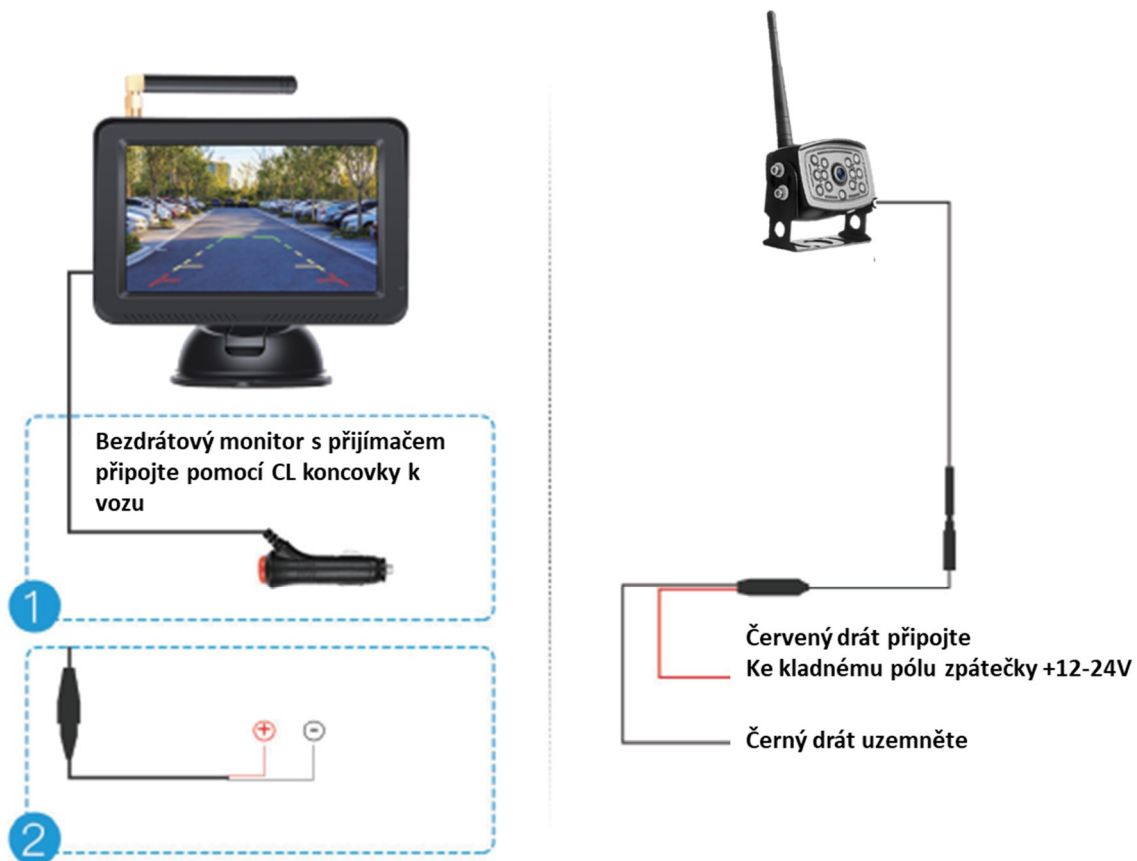 Bezdrátový monitor s přijímačem
připojte pomocí CL koncovky k
vozu
1
+ -
2
Červený drát připojte
Ke kladnému pólu zpátečky +12-24V
Černý drát uzemněte